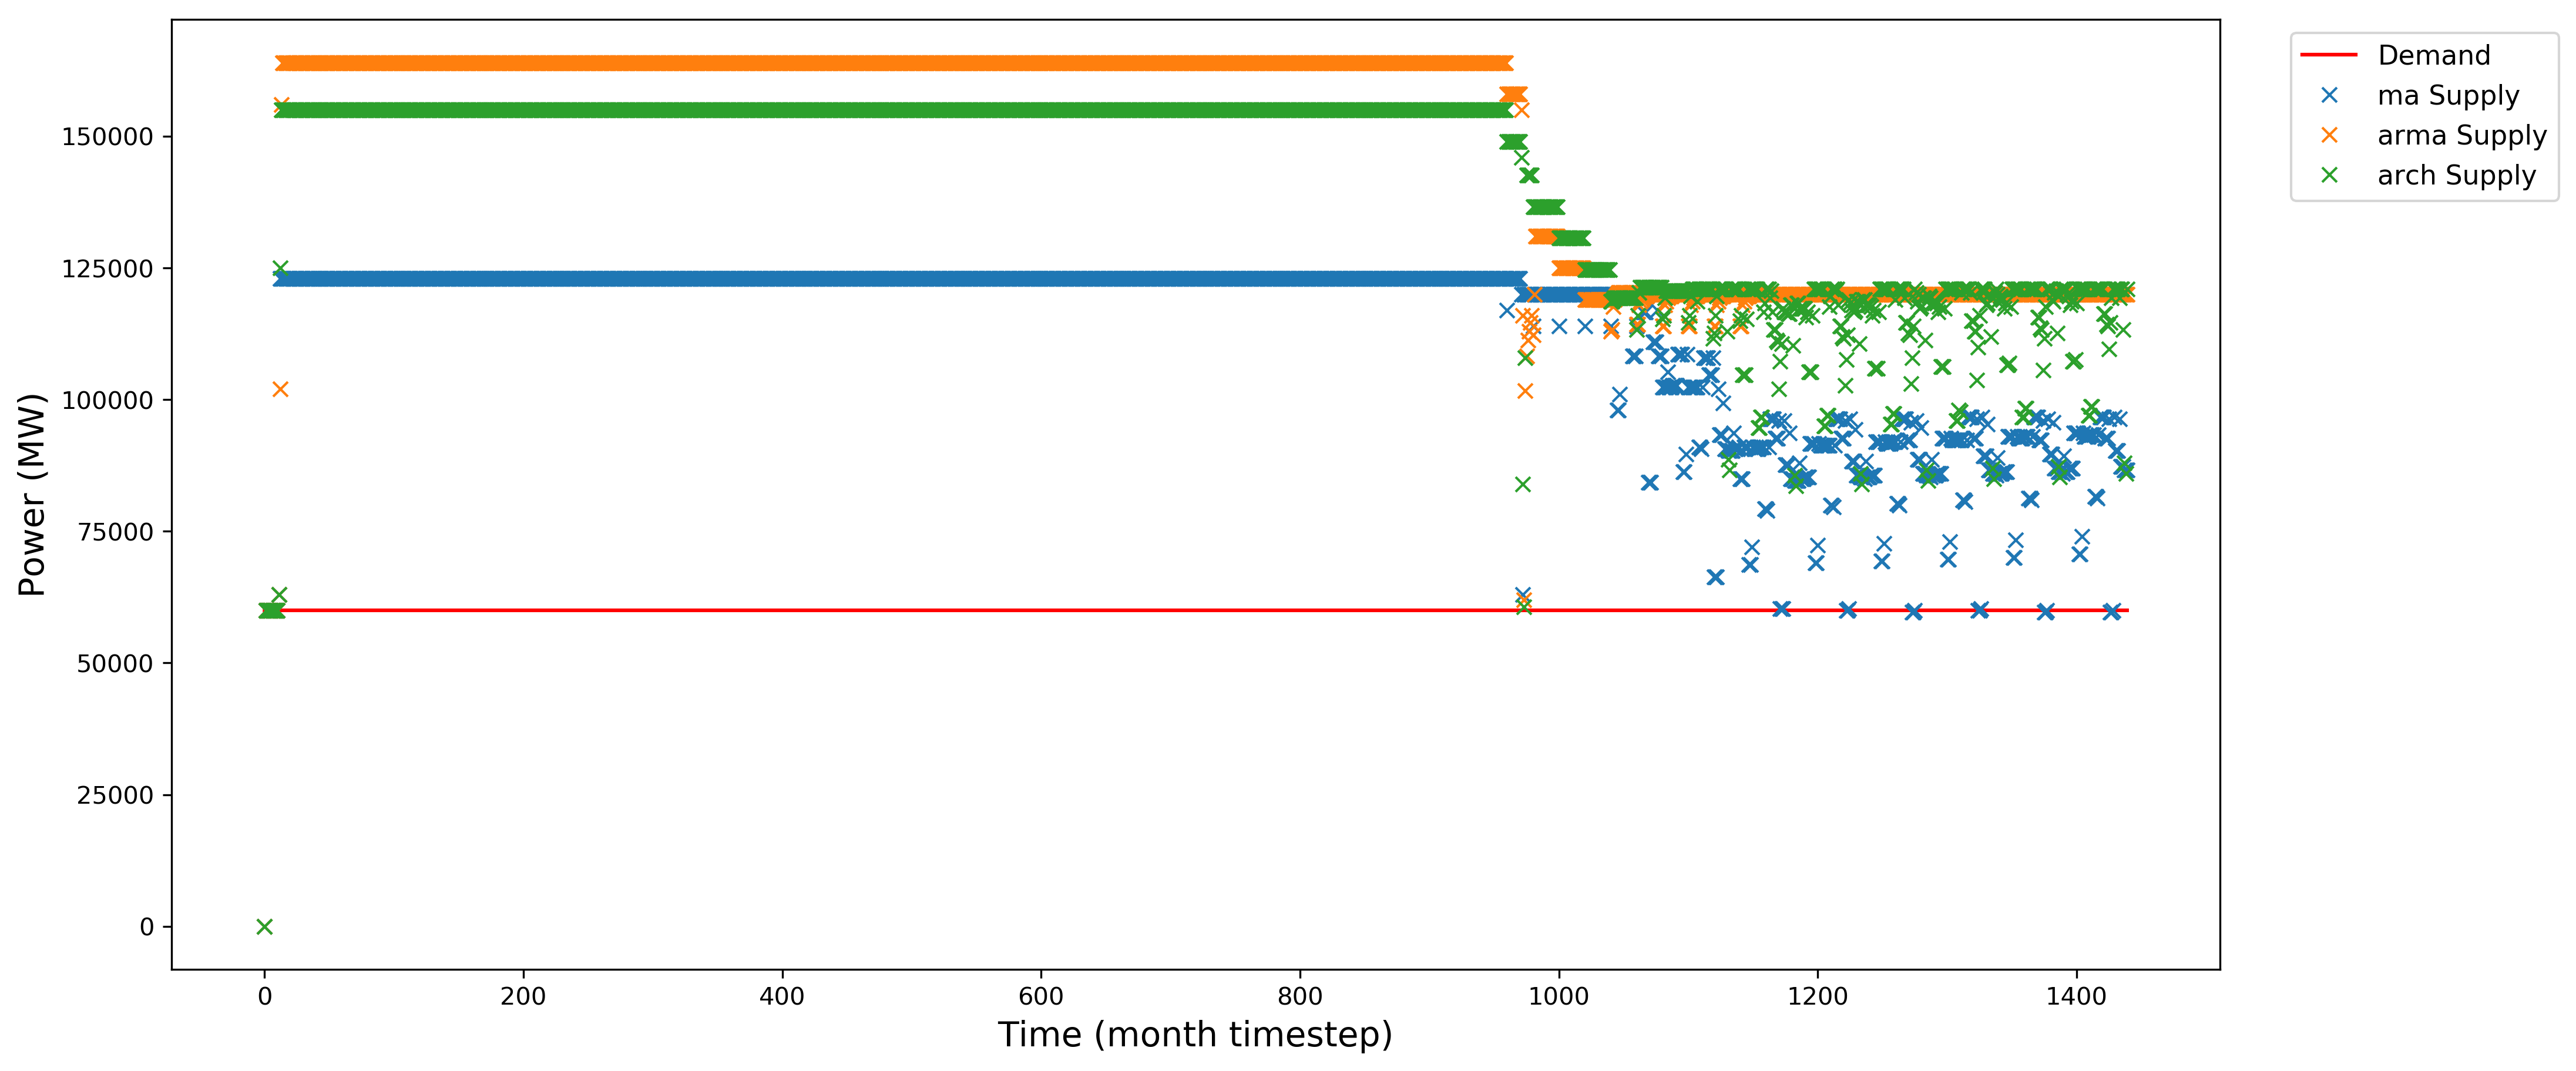 Demand
ma Supply
arma Supply
arch Supply
150000
125000
100000
75000
50000
25000
0
Power (MW)
0 200 400 600 800 1000 1200 1400
Time (month timestep)